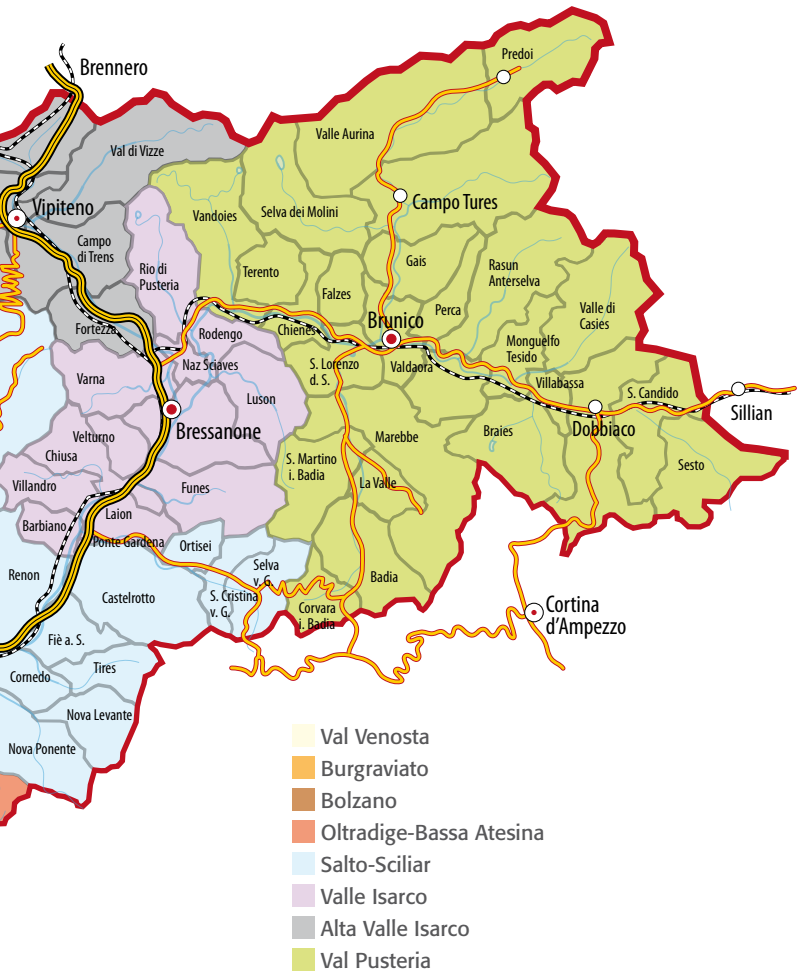 Predoi
Brennero
Valle Aurina
Val di Vizze
Campo Tures
Vipiteno
Vandoies
Selva dei Molini
Campo
di Trens
Rio di
Pusteria
Terento
Gais
Rasun
Anterselva
Falzes
Perca
Valle di
Casies
Fortezza
Rodengo
Chienes
Brunico
Monguelfo
Tesido
Naz Sciaves
S. Lorenzo
d. S.
Valdaora
Varna
Villabassa
S. Candido
Luson
Sillian
Bressanone
Dobbiaco
Velturno
Marebbe
Braies
Chiusa
S. Martino
i. Badia
Sesto
Villandro
Funes
La Valle
Laion
Barbiano
Ponte Gardena
Ortisei
Selva
v. G.
Renon
Badia
Castelrotto
S. Cristina
v. G.
Corvara
i. Badia
Cortina
d'Ampezzo
Fiè a. S.
Tires
Cornedo
Nova Levante
Nova Ponente
Val Venosta
Burgraviato
Bolzano
Oltradige-Bassa Atesina
Salto-Sciliar
Valle Isarco
Alta Valle Isarco
Val Pusteria